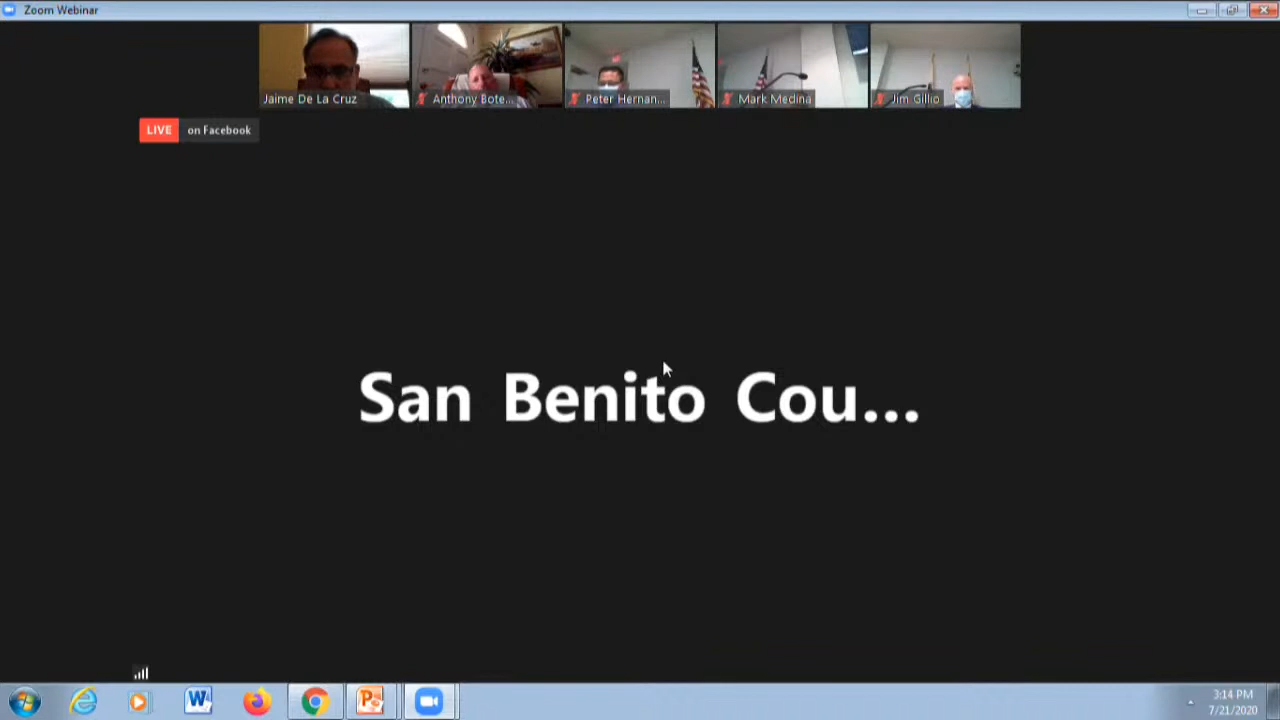 Zoom Webinar
Jaime De La Cruz
Anthony Bote...
Peter Hernan...
Mark Medina
Jim Gillio
LIVE on Facebook
San Benito Cou...
3:14 PM
7/21/2020